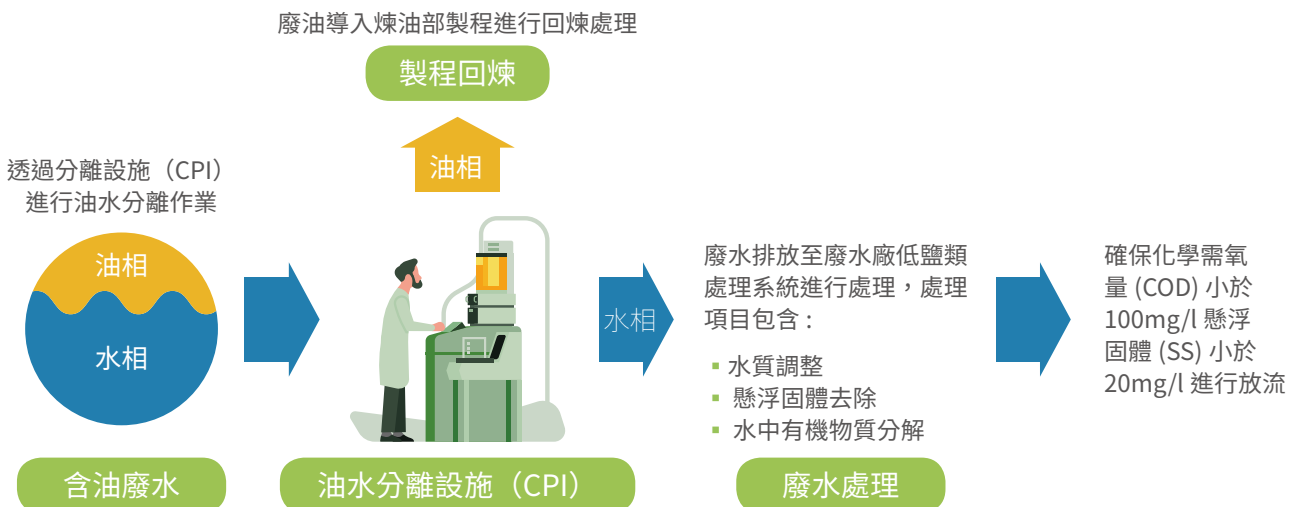 廢油導入煉油部製程進行回煉處理
製程回煉
油相
透過分離設施（CPI）
進行油水分離作業
油相
水相
含油廢水
油水分離設施（CPI）
水相
廢水排放至廢水廠低鹽類
處理系統進行處理，處理
項目包含 :
▪ 水質調整
▪ 懸浮固體去除
▪ 水中有機物質分解
廢水處理
確保化學需氧
量 (COD) 小於
100mg/l 懸浮
固體 (SS) 小於
20mg/l 進行放流